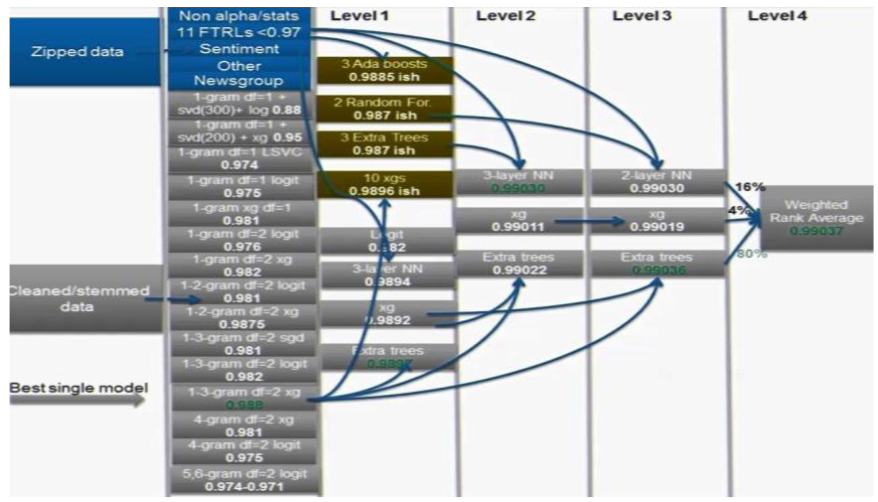 Non alpha/stats
11 FTRLs <0.97
Sentiment
Other
Newsgroup
Zipped data
1-gram df=1 +
svd(300)+ log 0.88
1-gram df=1 +
svd(200) + xg 0.95
1-gram df=1 LSVC
0.974
1-gram df=1 logit
0.975
1-gram xg df=1
0.981
1-gram df=2 logit
0.976
1-gram df=2 xg
0.982
1-2-gram df=2 logit
0.981
1-2-gram df=2 xg
0.9875
1-3-gram df=2 sgd
0.981
1-3-gram df=2 logit
0.982
1-3-gram df=2 xg
0.988
4-gram df=2 xg
0.981
4-gram df=2 logit
0.975
5,6-gram df=2 logit
0.974-0.971
Cleaned/stemmed
data
Best single model
Level 1
3 Ada boosts
0.9885 ish
2 Random For.
0.987 ish
3 Extra Trees
0.987 ish
10 xgs
0.9896 ish
Logit
3-layer NN
0.9894
xg
0.9892
Extra trees
Level 2
3-layer NN
0.99030
xg
0.99011
Extra trees
0.99022
Level 3
2-layer NN
0.99030
xg
0.99019
Extra trees
0.99036
16%
4%
80%
Level 4
Weighted
Rank Average
0.99037